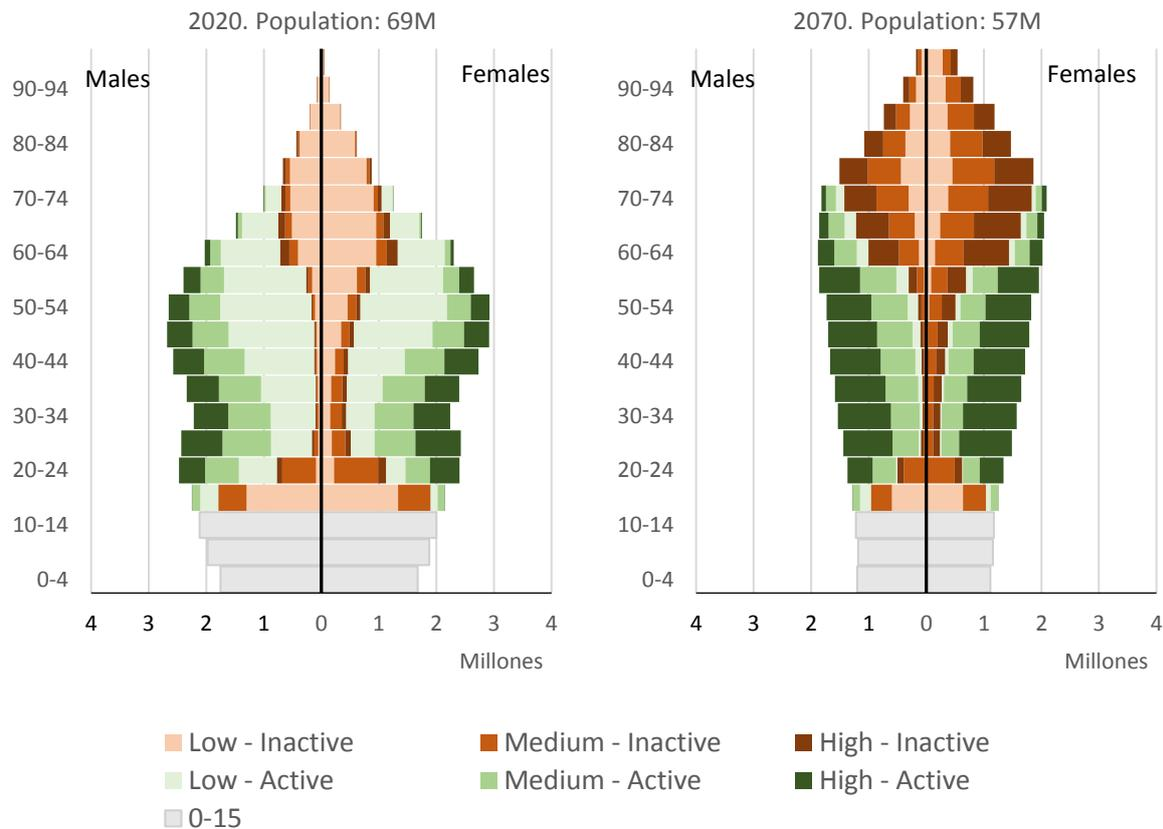 2020. Population: 69M
Males
Females
90-94
80-84
70-74
60-64
50-54
40-44
30-34
20-24
10-14
0-4
4 3 2 1 0 1 2 3 4
Millones
2070. Population: 57M
Males
Females
90-94
80-84
70-74
60-64
50-54
40-44
30-34
20-24
10-14
0-4
4 3 2 1 0 1 2 3 4
Millones
Low - Inactive Medium - Inactive High - Inactive
Low - Active Medium - Active High - Active
0-15